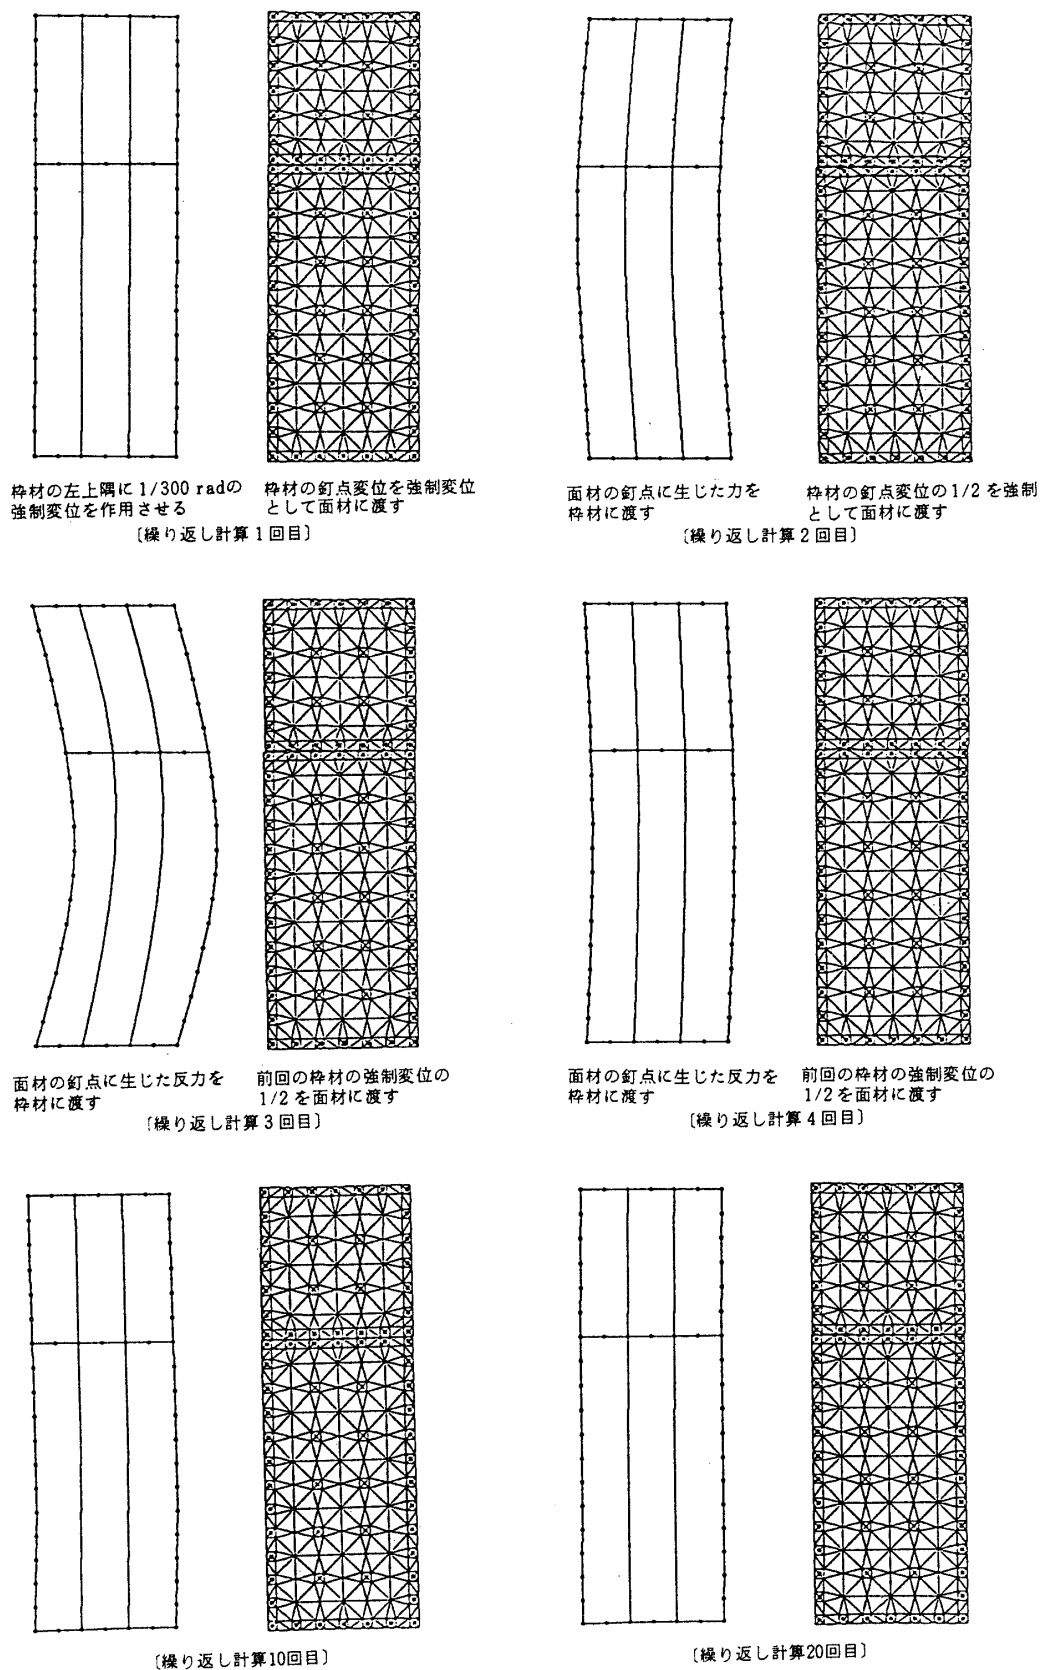 枠材の左上隅に1/300 radの
強制変位を作用させる
枠材の釘点変位を強制変位
として面材に渡す
〔繰り返し計算1回目〕
面材の釘点に生じた力を
枠材に渡す
枠材の釘点変位の1/2を強制
として面材に渡す
〔繰り返し計算2回目〕
面材の釘点に生じた反力を
枠材に渡す
前回の枠材の強制変位の
1/2を面材に渡す
〔繰り返し計算3回目〕
面材の釘点に生じた反力を
枠材に渡す
前回の枠材の強制変位の
1/2を面材に渡す
〔繰り返し計算4回目〕
〔繰り返し計算10回目〕
〔繰り返し計算20回目〕